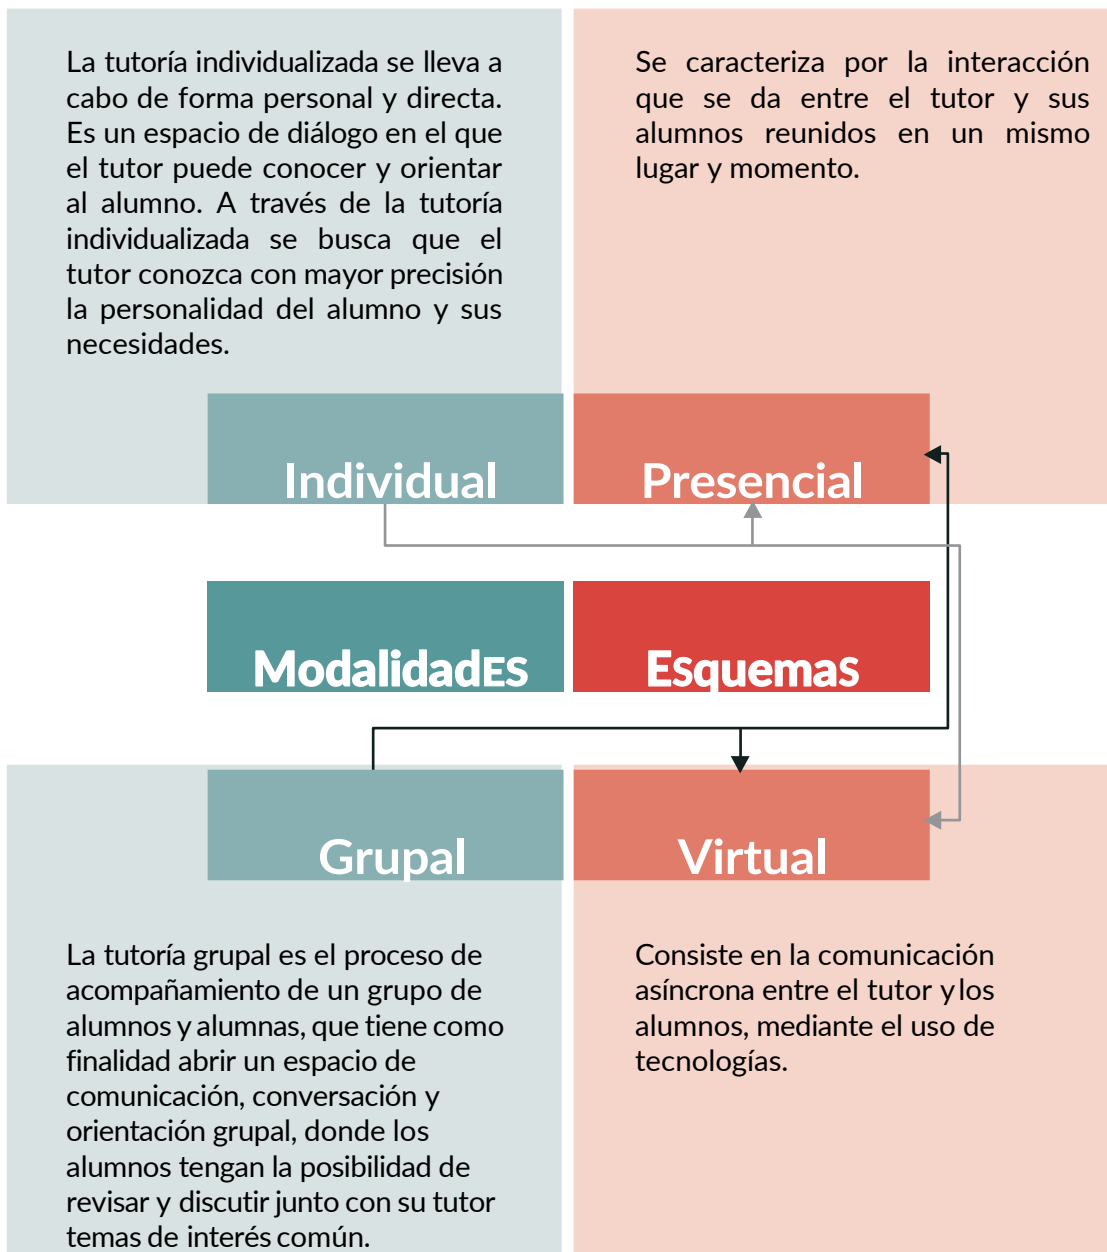 La tutoría individualizada se lleva a
cabo de forma personal y directa.
Es un espacio de diálogo en el que
el tutor puede conocer y orientar
al alumno. A través de la tutoría
individualizada se busca que el
tutor conozca con mayor precisión
la personalidad del alumno y sus
necesidades.
Se caracteriza por la interacción
que se da entre el tutor y sus
alumnos reunidos en un mismo
lugar y momento.
Individual
Presencial
ModalidadES
EsquemaS
Grupal
Virtual
La tutoría grupal es el proceso de
acompañamiento de un grupo de
alumnos y alumnas, que tiene como
finalidad abrir un espacio de
comunicación, conversación y
orientación grupal, donde los
alumnos tengan la posibilidad de
revisar y discutir junto con su tutor
temas de interés común.
Consiste en la comunicación
asíncrona entre el tutor y los
alumnos, mediante el uso de
tecnologías.